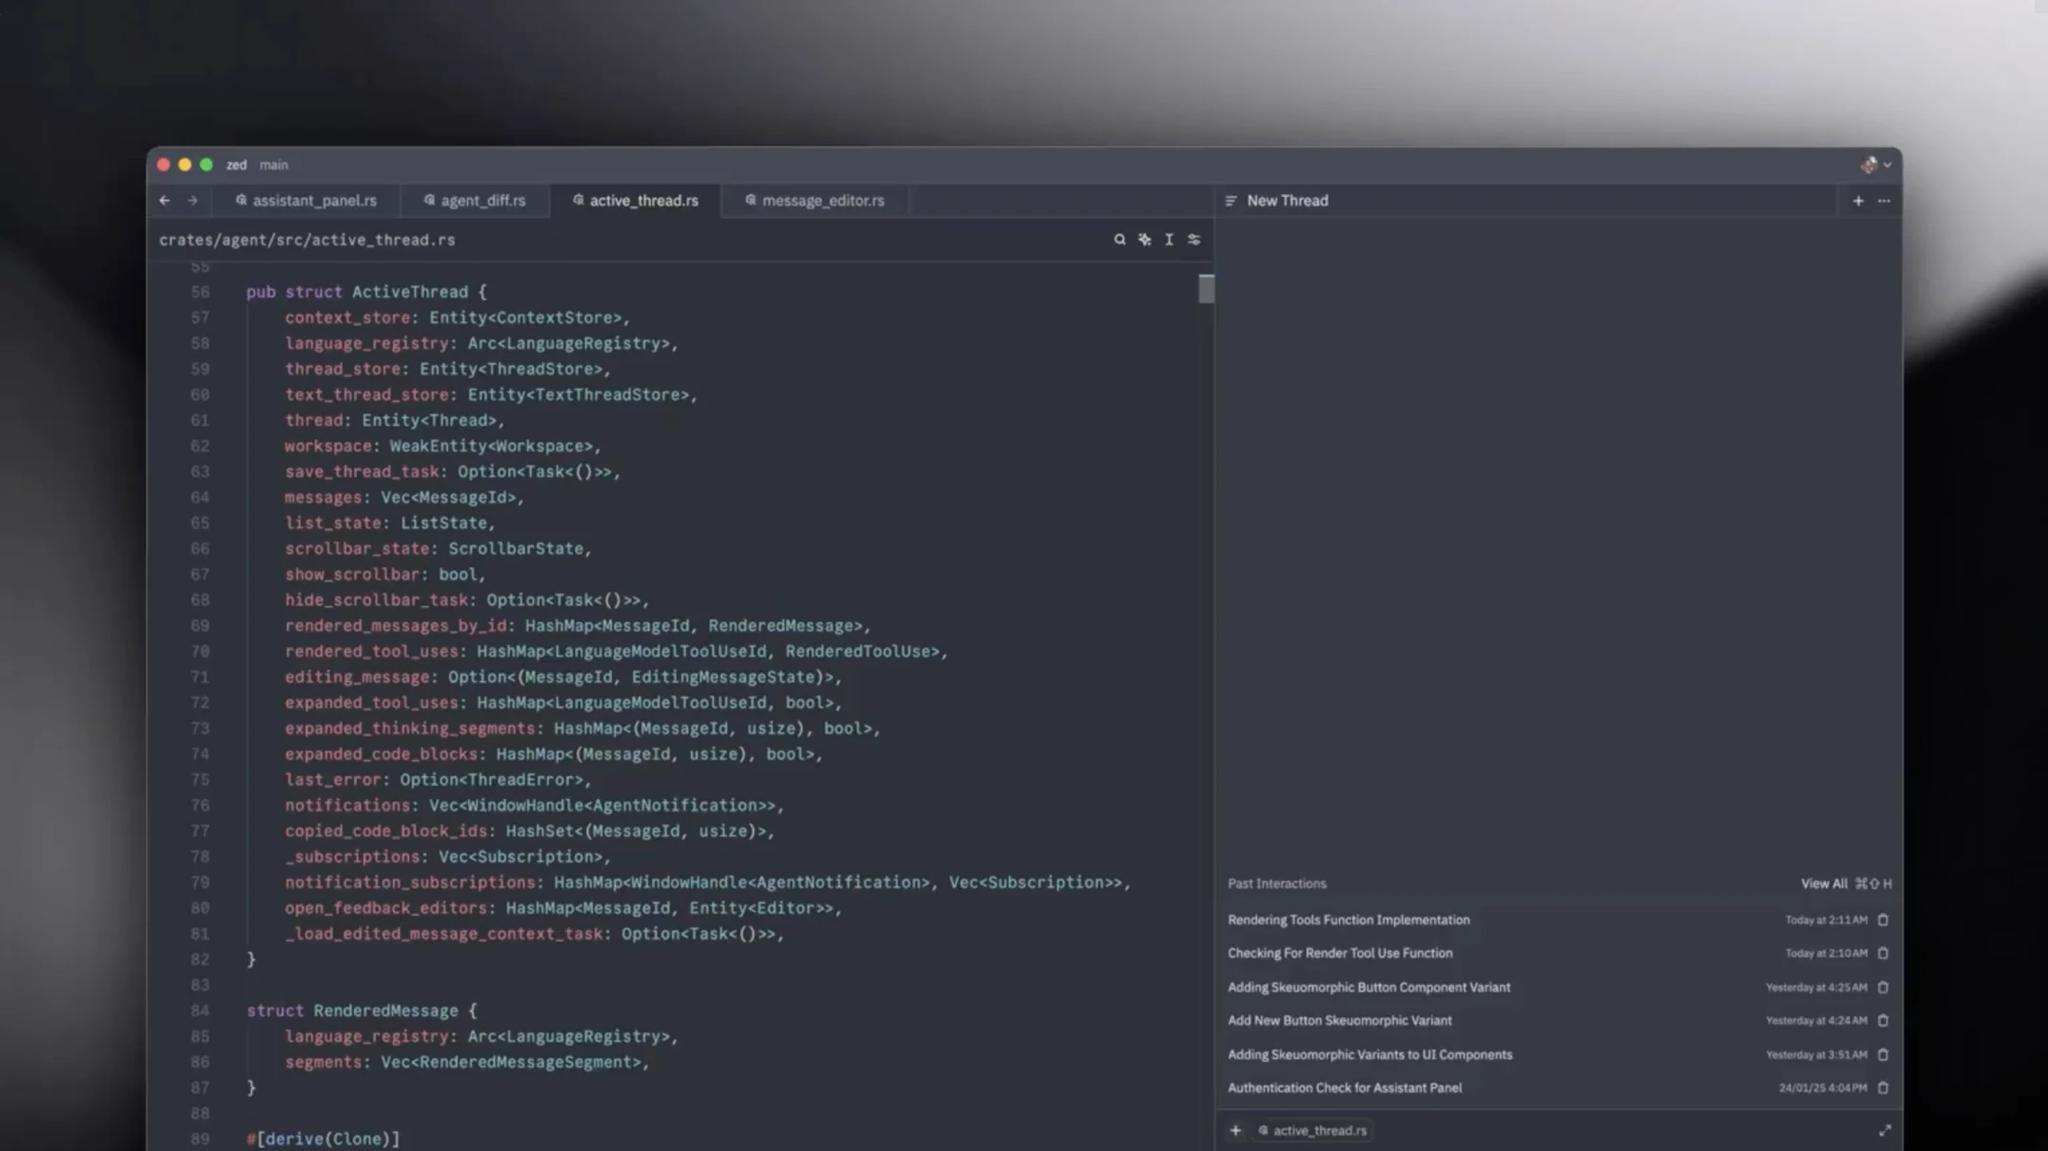 zed main
assistant_panel.rs agent_diff.rs active_thread.rs message_editor.rs
New Thread
crates/agent/src/active_thread.rs
55
56 pub struct ActiveThread {
57 context_store: Entity<ContextStore>,
58 language_registry: Arc<LanguageRegistry>,
59 thread_store: Entity<ThreadStore>,
60 text_thread_store: Entity<TextThreadStore>,
61 thread: Entity<Thread>,
62 workspace: WeakEntity<Workspace>,
63 save_thread_task: Option<Task<()>>,
64 messages: Vec<MessageId>,
65 list_state: ListState,
66 scrollbar_state: ScrollbarState,
67 show_scrollbar: bool,
68 hide_scrollbar_task: Option<Task<()>>,
69 rendered_messages_by_id: HashMap<MessageId, RenderedMessage>,
70 rendered_tool_uses: HashMap<LanguageModelToolUseId, RenderedToolUse>,
71 editing_message: Option<(MessageId, EditingMessageState)>,
72 expanded_tool_uses: HashMap<LanguageModelToolUseId, bool>,
73 expanded_thinking_segments: HashMap<(MessageId, usize), bool>,
74 expanded_code_blocks: HashMap<(MessageId, usize), bool>,
75 last_error: Option<ThreadError>,
76 notifications: Vec<WindowHandle<AgentNotification>>,
77 copied_code_block_ids: HashSet<(MessageId, usize)>,
78 _subscriptions: Vec<Subscription>,
79 notification_subscriptions: HashMap<WindowHandle<AgentNotification>, Vec<Subscription>>,
80 open_feedback_editors: HashMap<MessageId, Entity<Editor>>,
81 _load_edited_message_context_task: Option<Task<()>>,
82 }
83
84 struct RenderedMessage {
85 language_registry: Arc<LanguageRegistry>,
86 segments: Vec<RenderedMessageSegment>,
87 }
88
89 #[derive(Clone)]
Past Interactions View All ⌘⇧H
Rendering Tools Function Implementation Today at 2:11 AM
Checking For Render Tool Use Function Today at 2:10 AM
Adding Skeuomorphic Button Component Variant Yesterday at 4:25 AM
Add New Button Skeuomorphic Variant Yesterday at 4:24 AM
Adding Skeuomorphic Variants to UI Components Yesterday at 3:51 AM
Authentication Check for Assistant Panel 24/01/25 4:04 PM
active_thread.rs